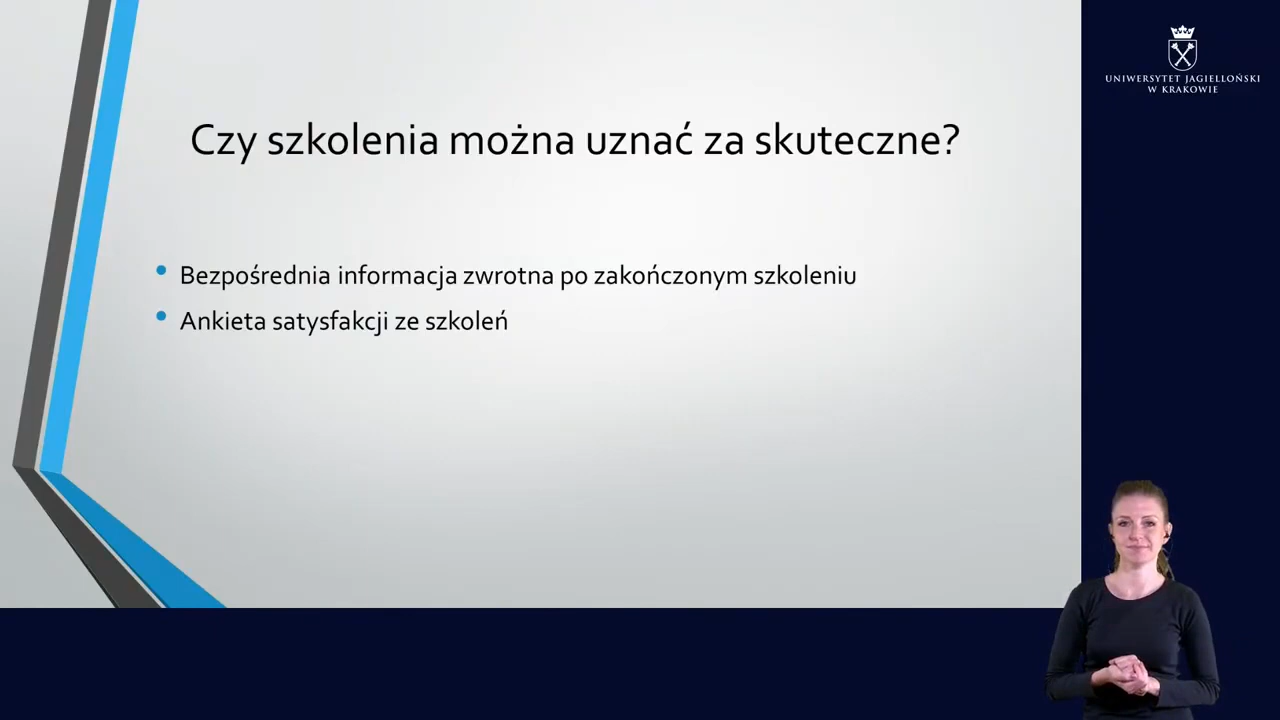 UNIWERSYTET JAGIELLOŃSKI
W KRAKOWIE
Czy szkolenia można uznać za skuteczne?
Bezpośrednia informacja zwrotna po zakończonym szkoleniu
Ankieta satysfakcji ze szkoleń